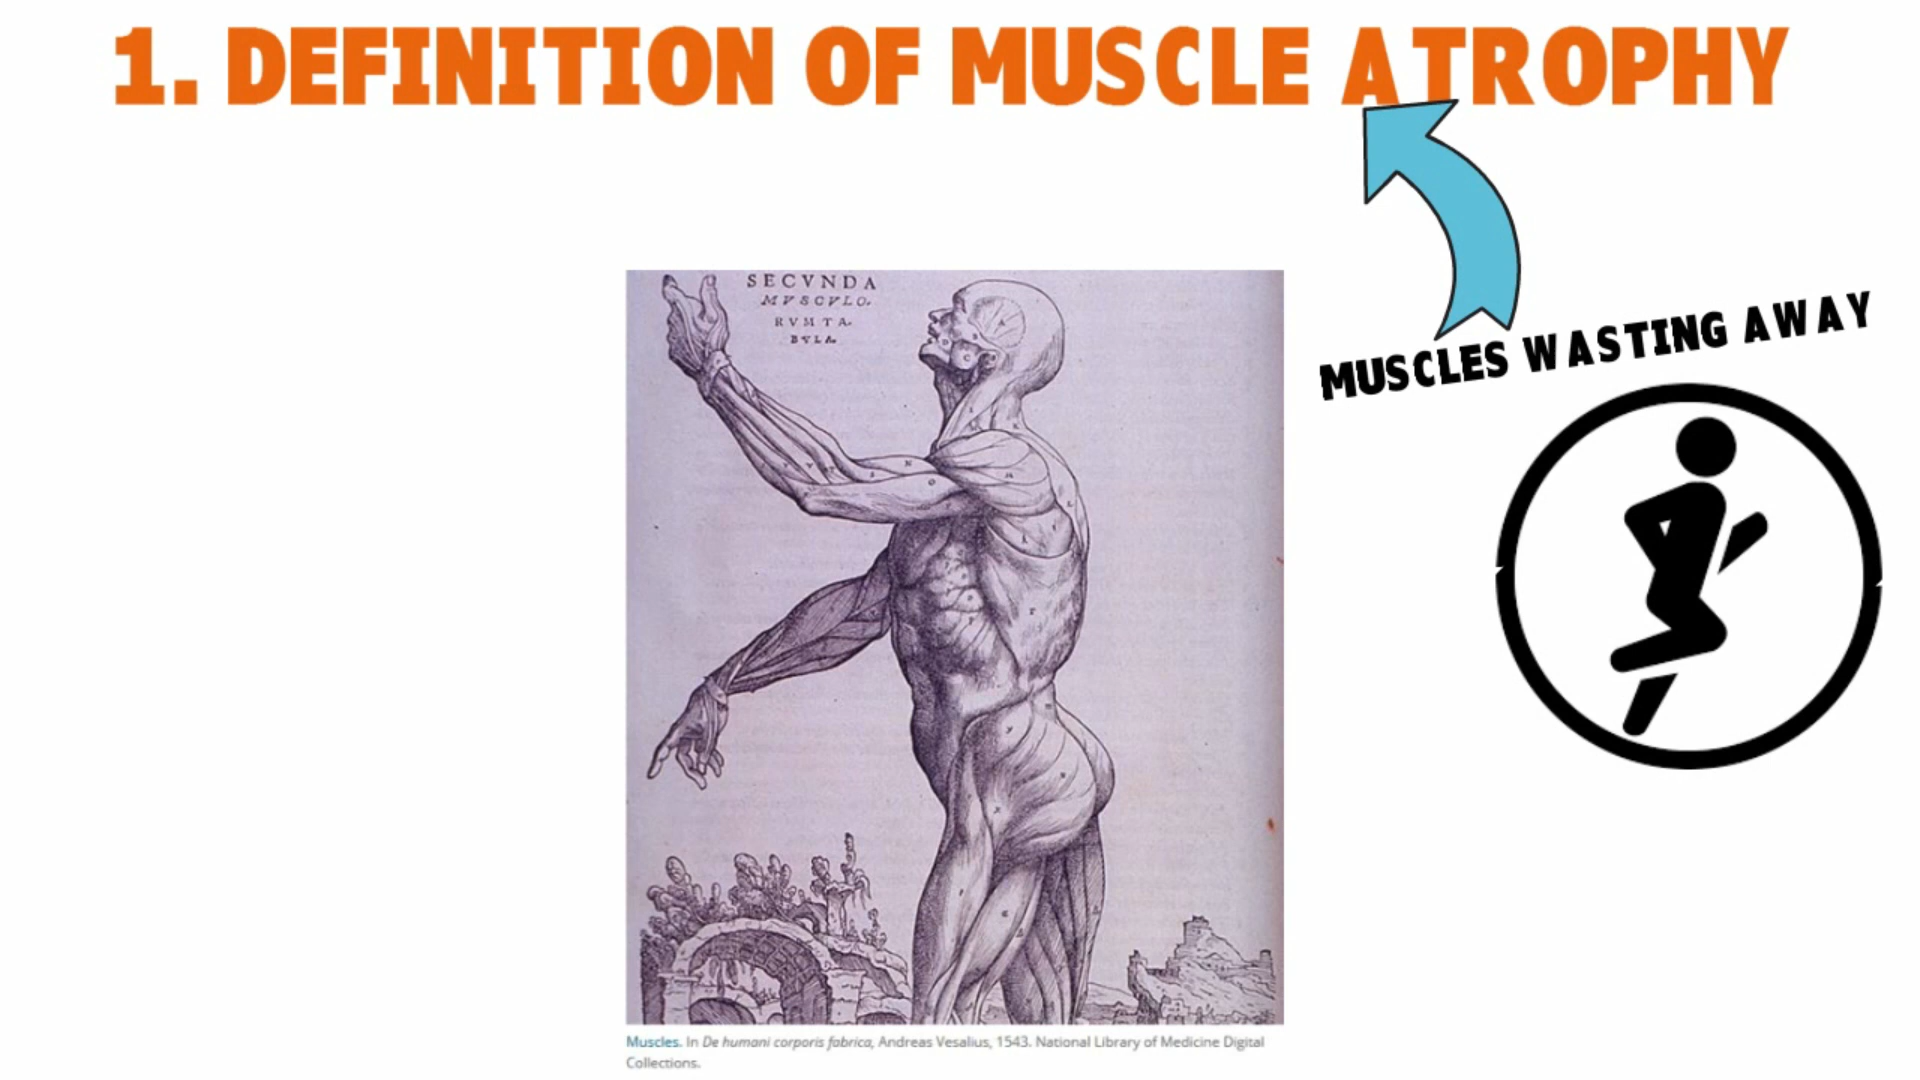 1. DEFINITION OF MUSCLE ATROPHY
MUSCLES WASTING AWAY
SECVNDA
MVSCVLO.
RVM TA.
BVLA.
Muscles. In De humani corporis fabrica, Andreas Vesalius, 1543. National Library of Medicine Digital
Collections.